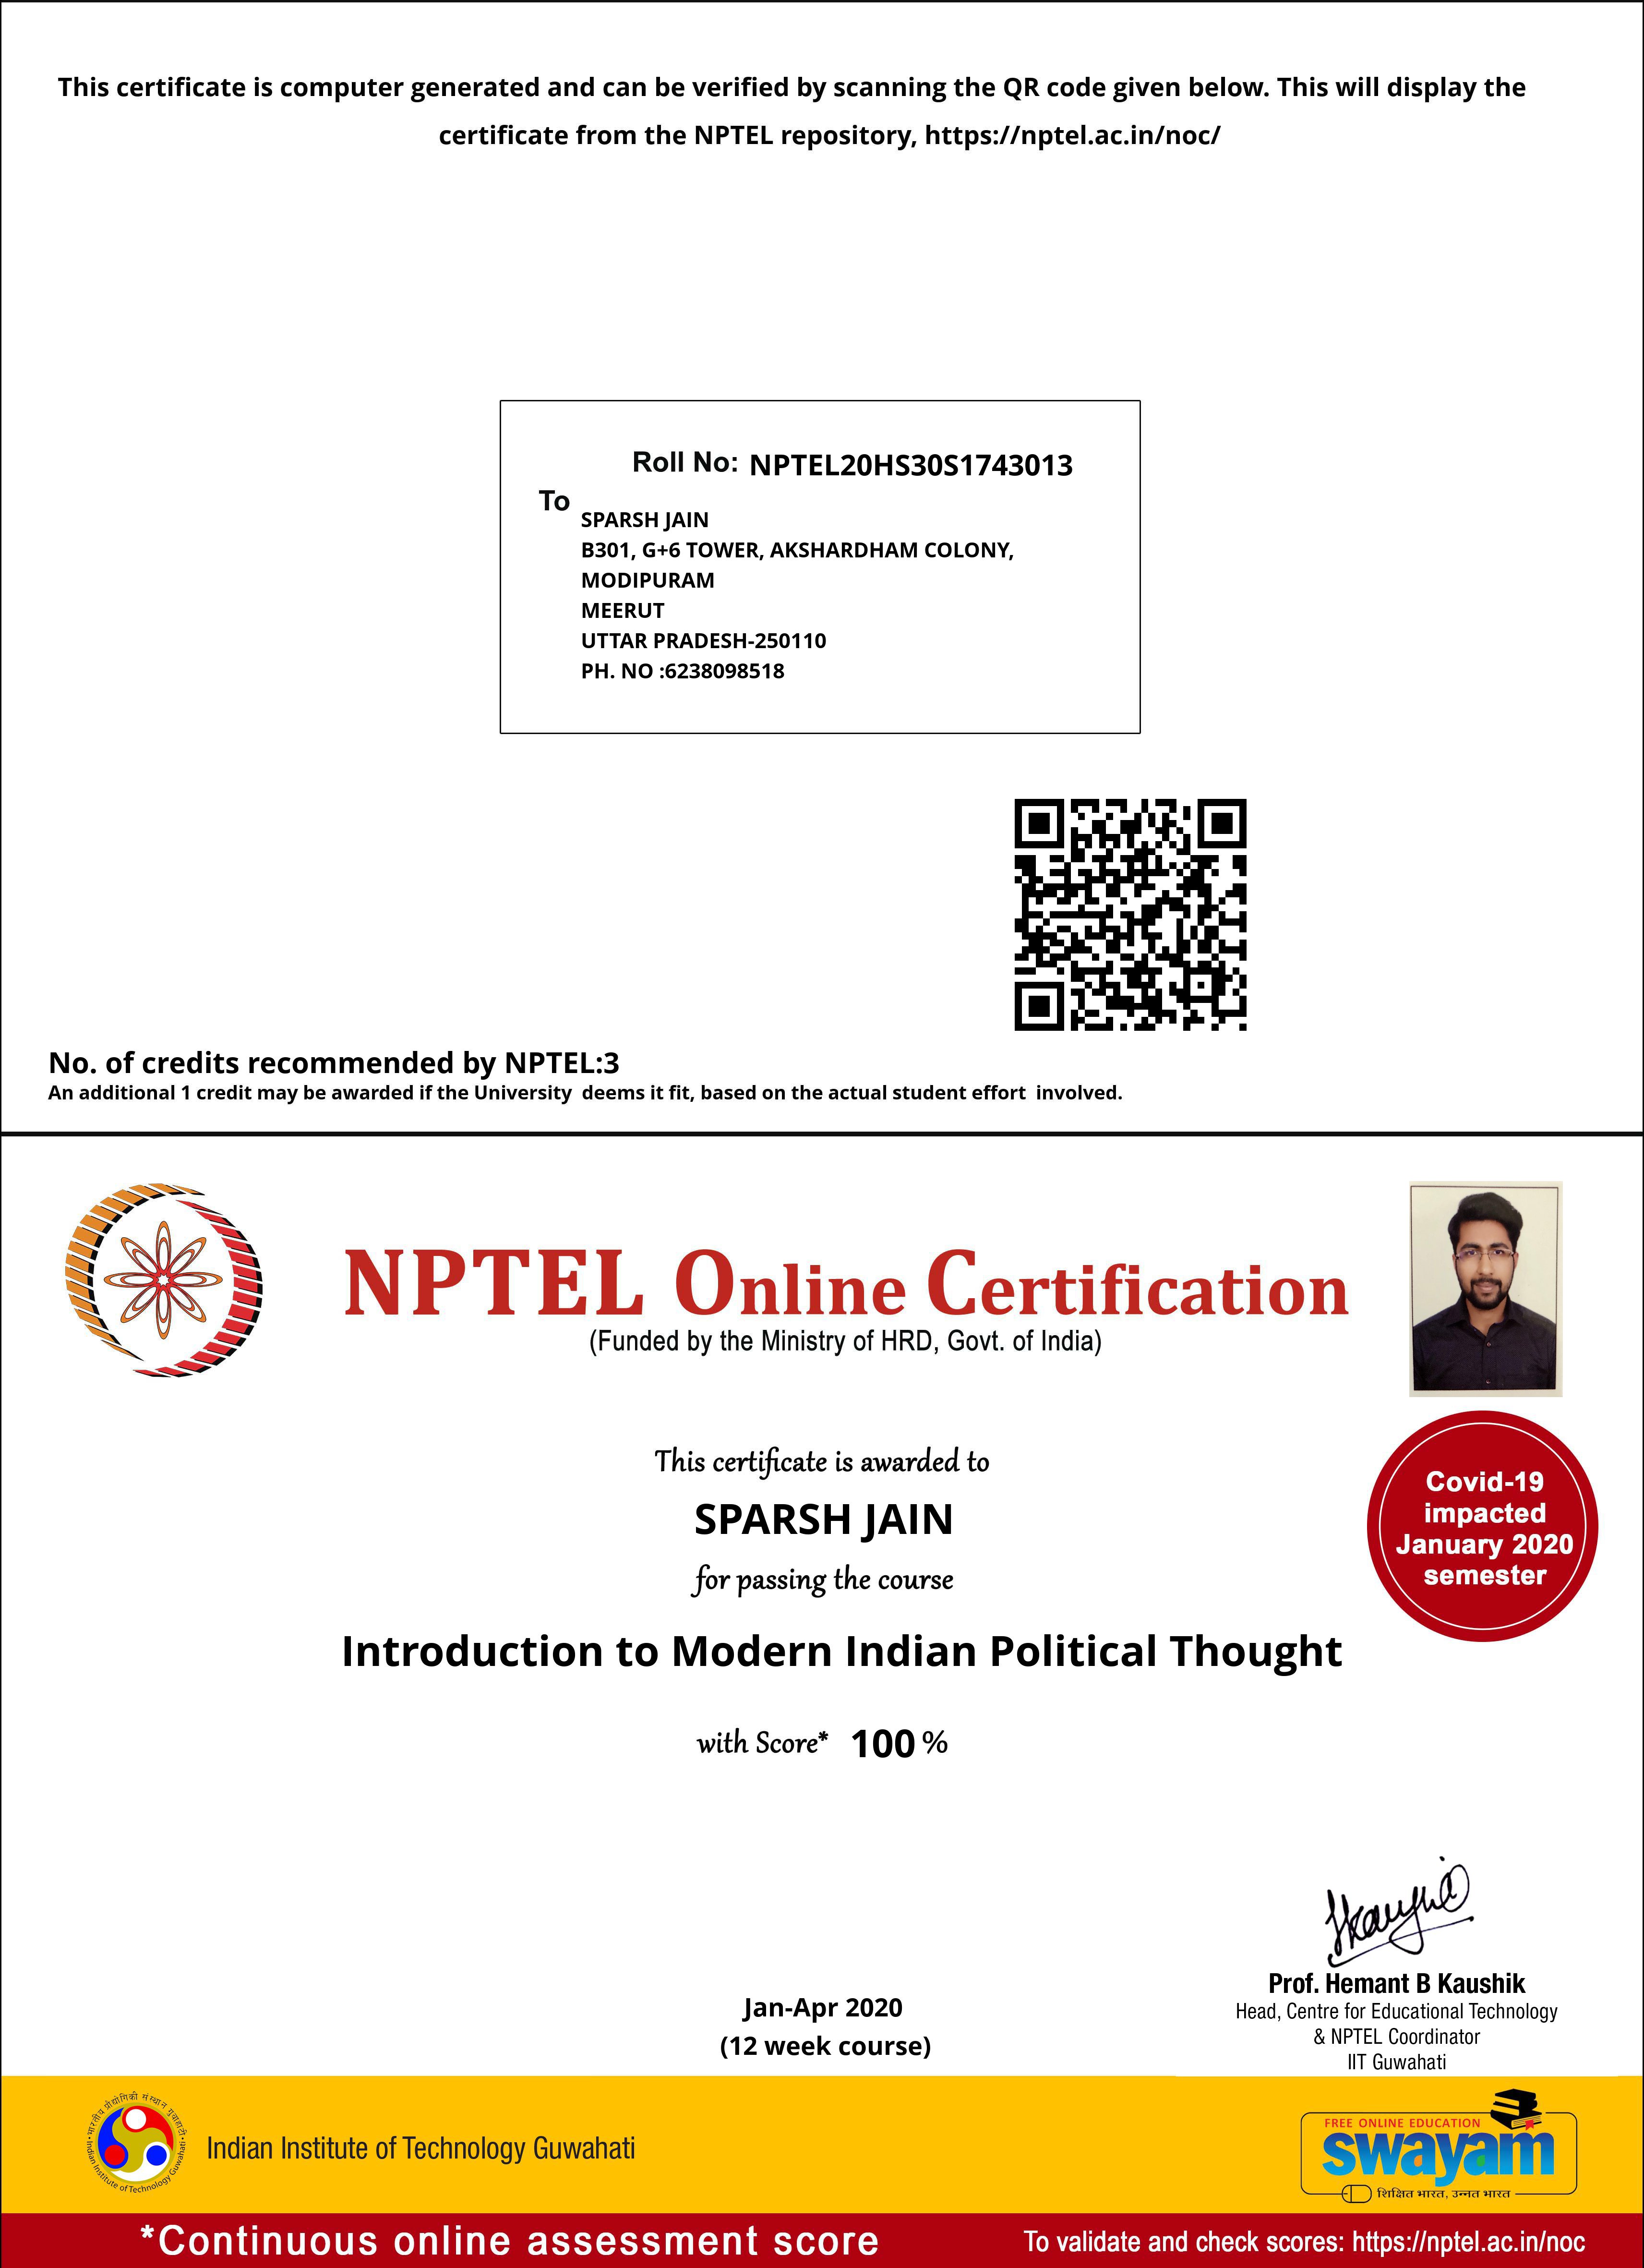 This certificate is computer generated and can be verified by scanning the QR code given below. This will display the
certificate from the NPTEL repository, https://nptel.ac.in/noc/
Roll No: NPTEL20HS30S1743013
To
SPARSH JAIN
B301, G+6 TOWER, AKSHARDHAM COLONY,
MODIPURAM
MEERUT
UTTAR PRADESH-250110
PH. NO :6238098518
No. of credits recommended by NPTEL:3
An additional 1 credit may be awarded if the University deems it fit, based on the actual student effort involved.
NPTEL Online Certification
(Funded by the Ministry of HRD, Govt. of India)
This certificate is awarded to
SPARSH JAIN
for passing the course
Introduction to Modern Indian Political Thought
with Score* 100 %
Covid-19
impacted
January 2020
semester
Jan-Apr 2020
(12 week course)
Prof. Hemant B Kaushik
Head, Centre for Educational Technology
& NPTEL Coordinator
IIT Guwahati
भारतीय प्रौद्योगिकी संस्थान गुवाहाटी
Indian Institute of Technology Guwahati
Indian Institute of Technology Guwahati
FREE ONLINE EDUCATION
swayam
शिक्षित भारत, उन्नत भारत
*Continuous online assessment score
To validate and check scores: https://nptel.ac.in/noc